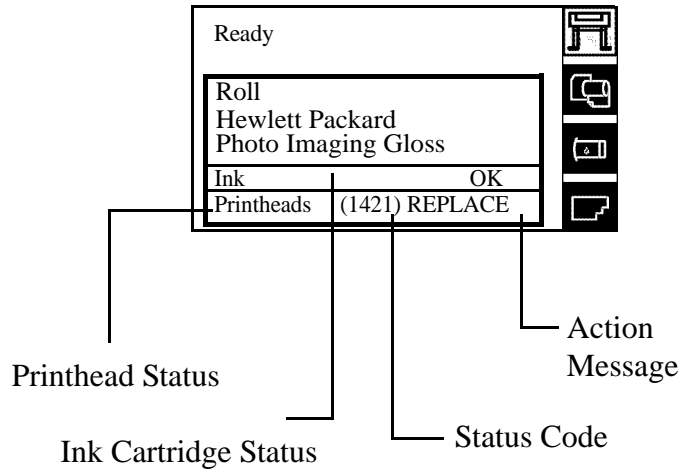 Ready
Roll
Hewlett Packard
Photo Imaging Gloss
Ink OK
Printheads (1421) REPLACE
Action
Message
Printhead Status
Status Code
Ink Cartridge Status